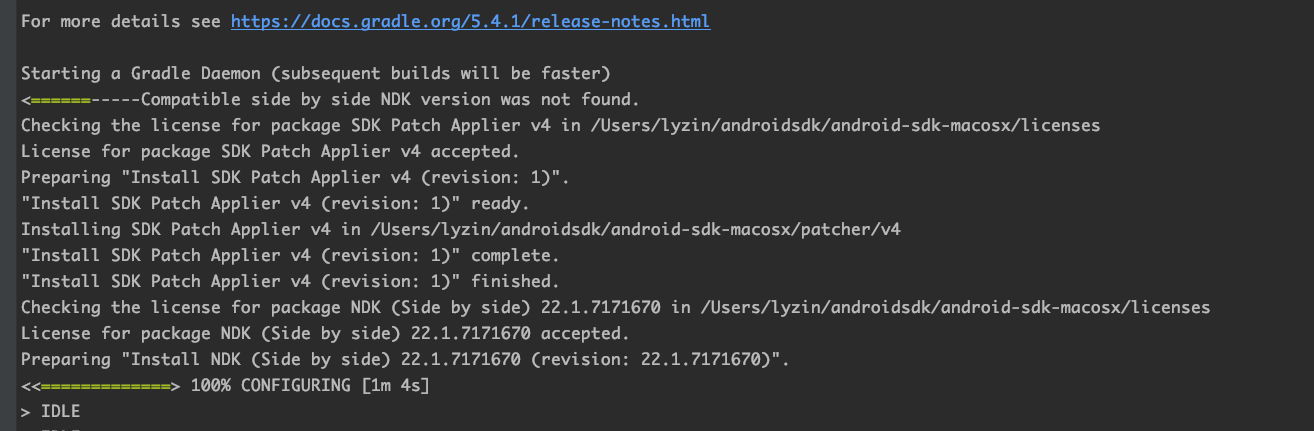 For more details see https://docs.gradle.org/5.4.1/release-notes.html
Starting a Gradle Daemon (subsequent builds will be faster)
<======-----Compatible side by side NDK version was not found.
Checking the license for package SDK Patch Applier v4 in /Users/lyzin/androidsdk/android-sdk-macosx/licenses
License for package SDK Patch Applier v4 accepted.
Preparing "Install SDK Patch Applier v4 (revision: 1)".
"Install SDK Patch Applier v4 (revision: 1)" ready.
Installing SDK Patch Applier v4 in /Users/lyzin/androidsdk/android-sdk-macosx/patcher/v4
"Install SDK Patch Applier v4 (revision: 1)" complete.
"Install SDK Patch Applier v4 (revision: 1)" finished.
Checking the license for package NDK (Side by side) 22.1.7171670 in /Users/lyzin/androidsdk/android-sdk-macosx/licenses
License for package NDK (Side by side) 22.1.7171670 accepted.
Preparing "Install NDK (Side by side) 22.1.7171670 (revision: 22.1.7171670)".
<<=============> 100% CONFIGURING [1m 4s]
> IDLE